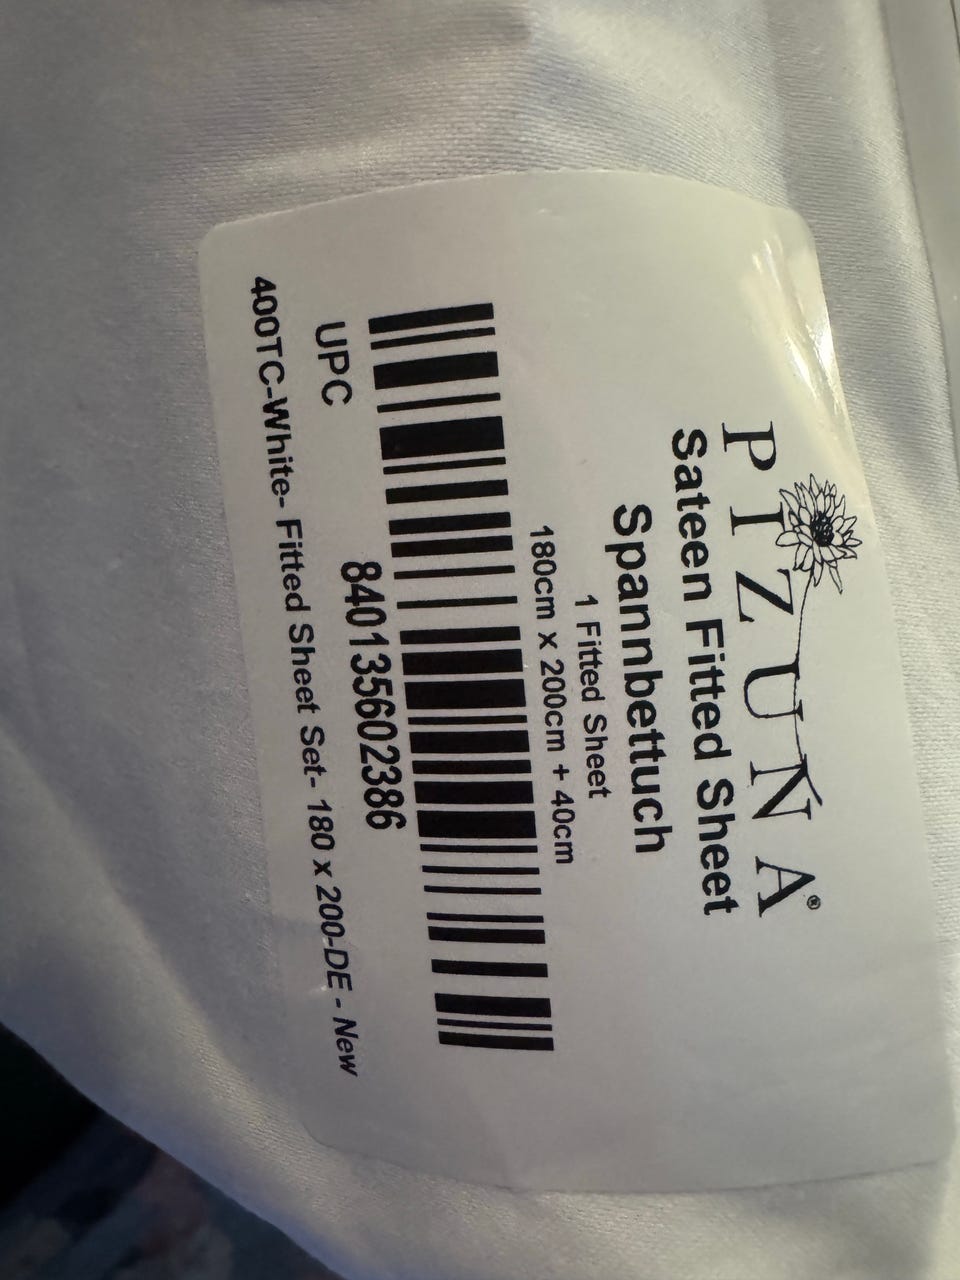 PIZUNA®
Sateen Fitted Sheet
Spannbettuch
1 Fitted Sheet
180cm x 200cm + 40cm
UPC 840135602386
400TC-White- Fitted Sheet Set- 180 x 200-DE - New